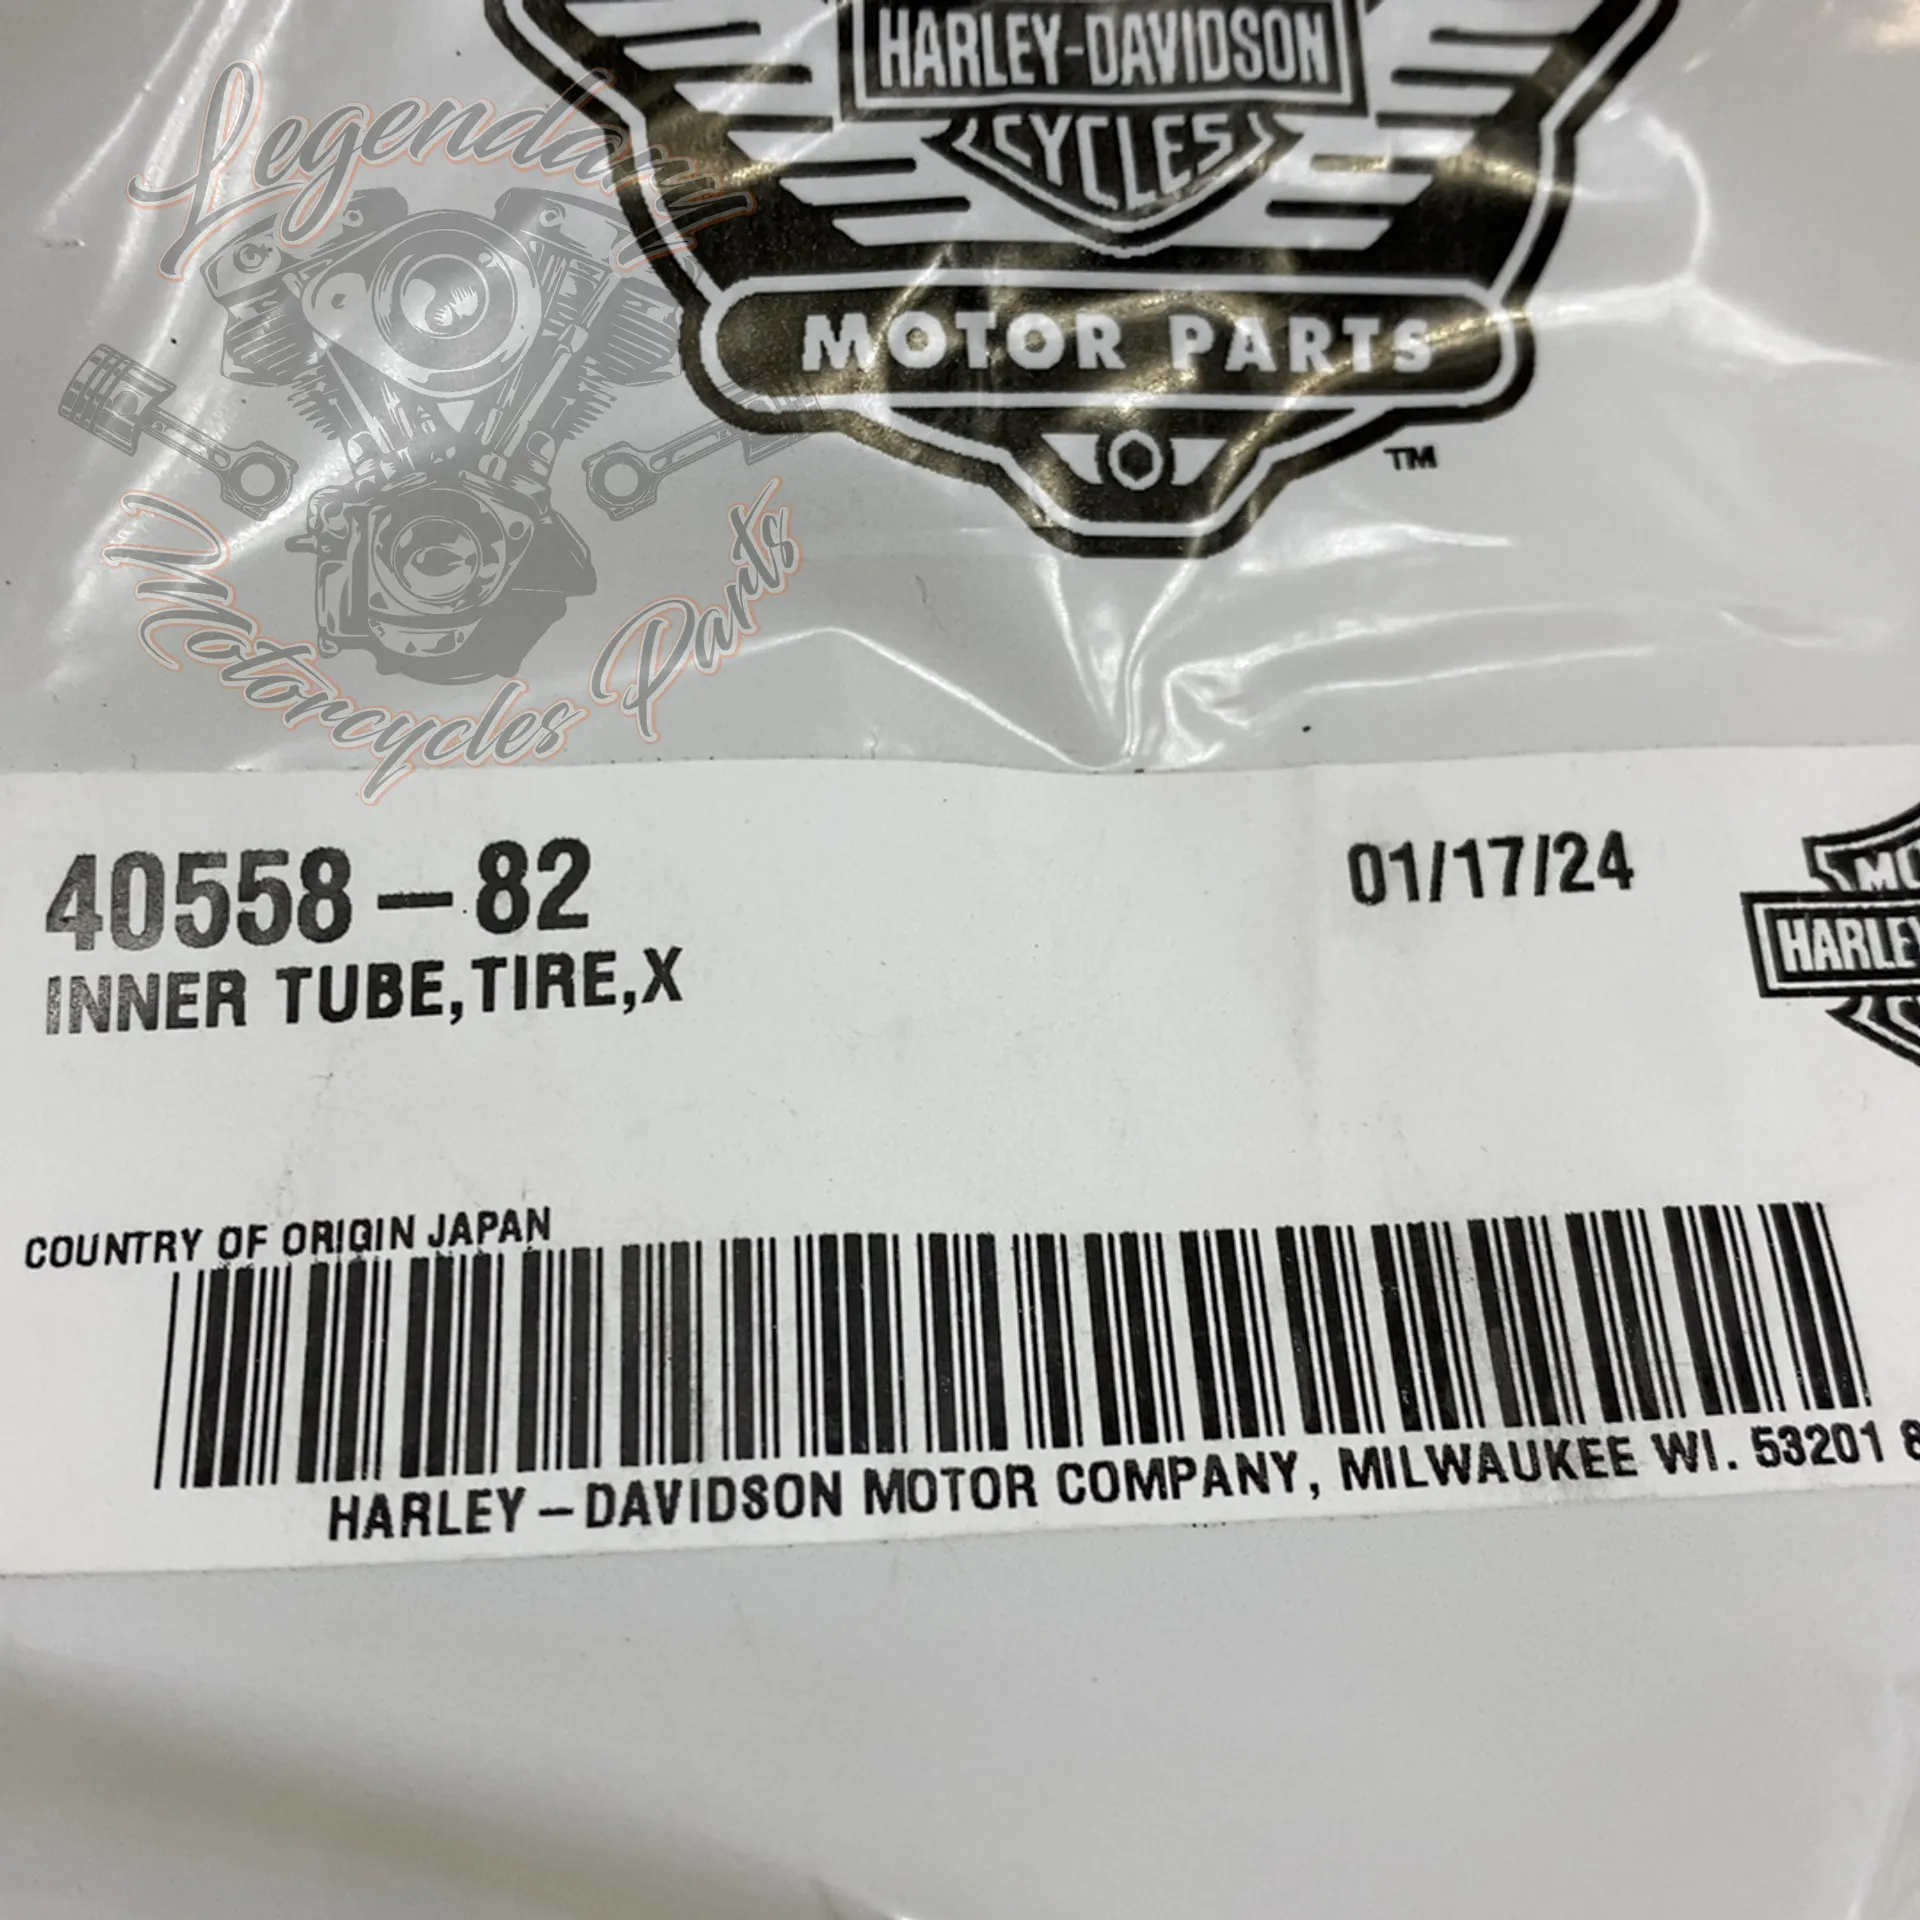 HARLEY-DAVIDSON
CYCLES
MOTOR PARTS
TM
Legendary
Motorcycles Parts
40558-82
01/17/24
INNER TUBE,TIRE,X
COUNTRY OF ORIGIN JAPAN
HARLEY-DAVIDSON MOTOR COMPANY, MILWAUKEE WI. 53201